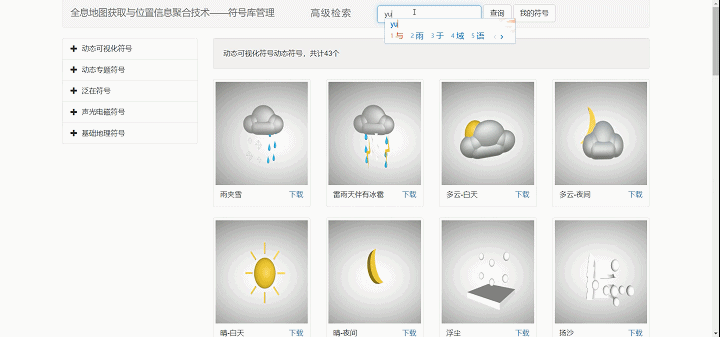 全息地图获取与位置信息聚合技术——符号库管理
高级检索
yu
查询
我的符号
yu
1 与 2 雨 3 于 4 域 5 语
动态可视化符号
动态专题符号
泛在符号
声光电磁符号
基础地理符号
动态可视化符号动态符号，共计43个
雨夹雪 下载
雷雨天伴有冰雹 下载
多云-白天 下载
多云-夜间 下载
晴-白天 下载
晴-夜间 下载
浮尘 下载
扬沙 下载